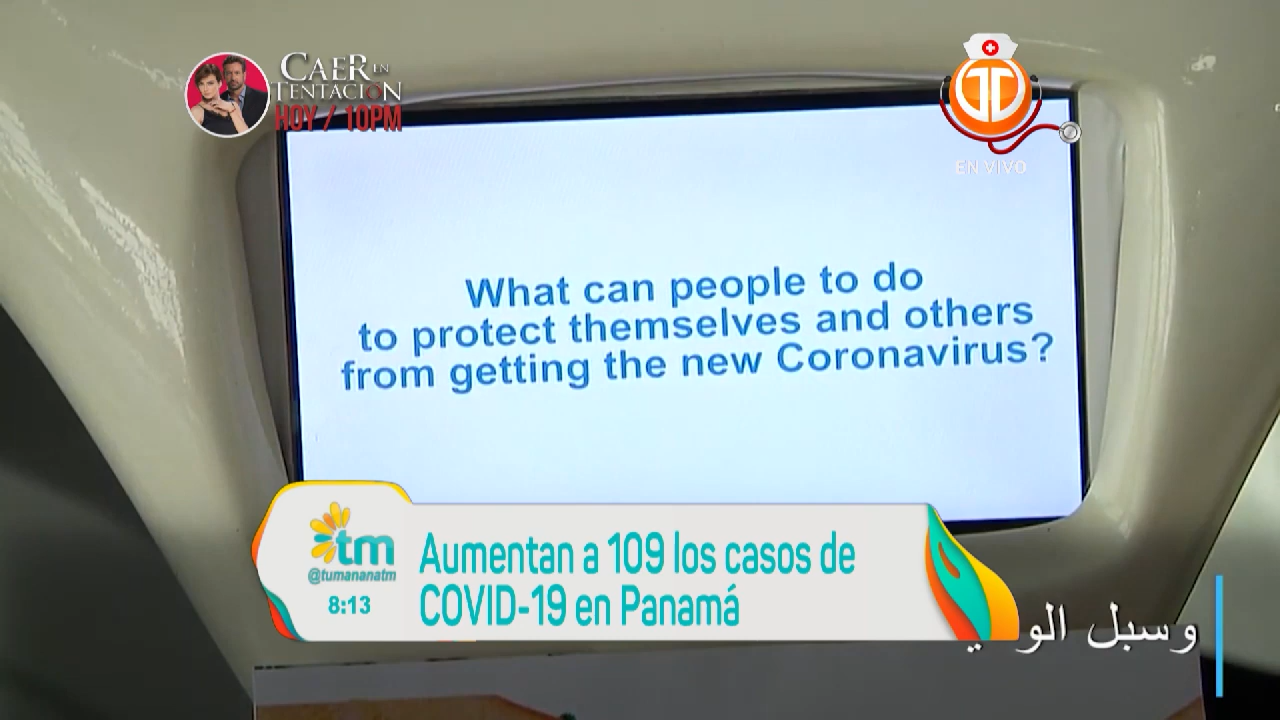 CAER EN
TENTACIÓN
HOY / 10PM
EN VIVO
What can people to do
to protect themselves and others
from getting the new Coronavirus?
tm
@tumananatm
8:13
Aumentan a 109 los casos de
COVID-19 en Panamá
وسبل